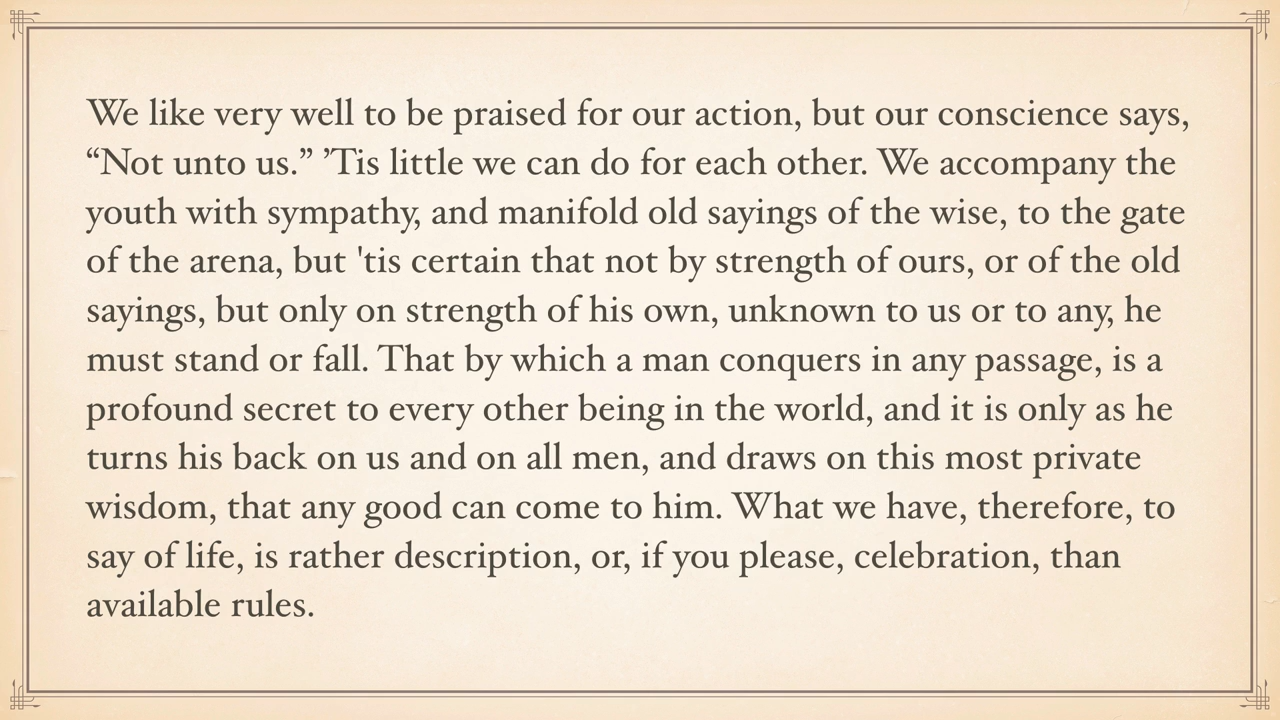 We like very well to be praised for our action, but our conscience says,
“Not unto us.” ’Tis little we can do for each other. We accompany the
youth with sympathy, and manifold old sayings of the wise, to the gate
of the arena, but 'tis certain that not by strength of ours, or of the old
sayings, but only on strength of his own, unknown to us or to any, he
must stand or fall. That by which a man conquers in any passage, is a
profound secret to every other being in the world, and it is only as he
turns his back on us and on all men, and draws on this most private
wisdom, that any good can come to him. What we have, therefore, to
say of life, is rather description, or, if you please, celebration, than
available rules.